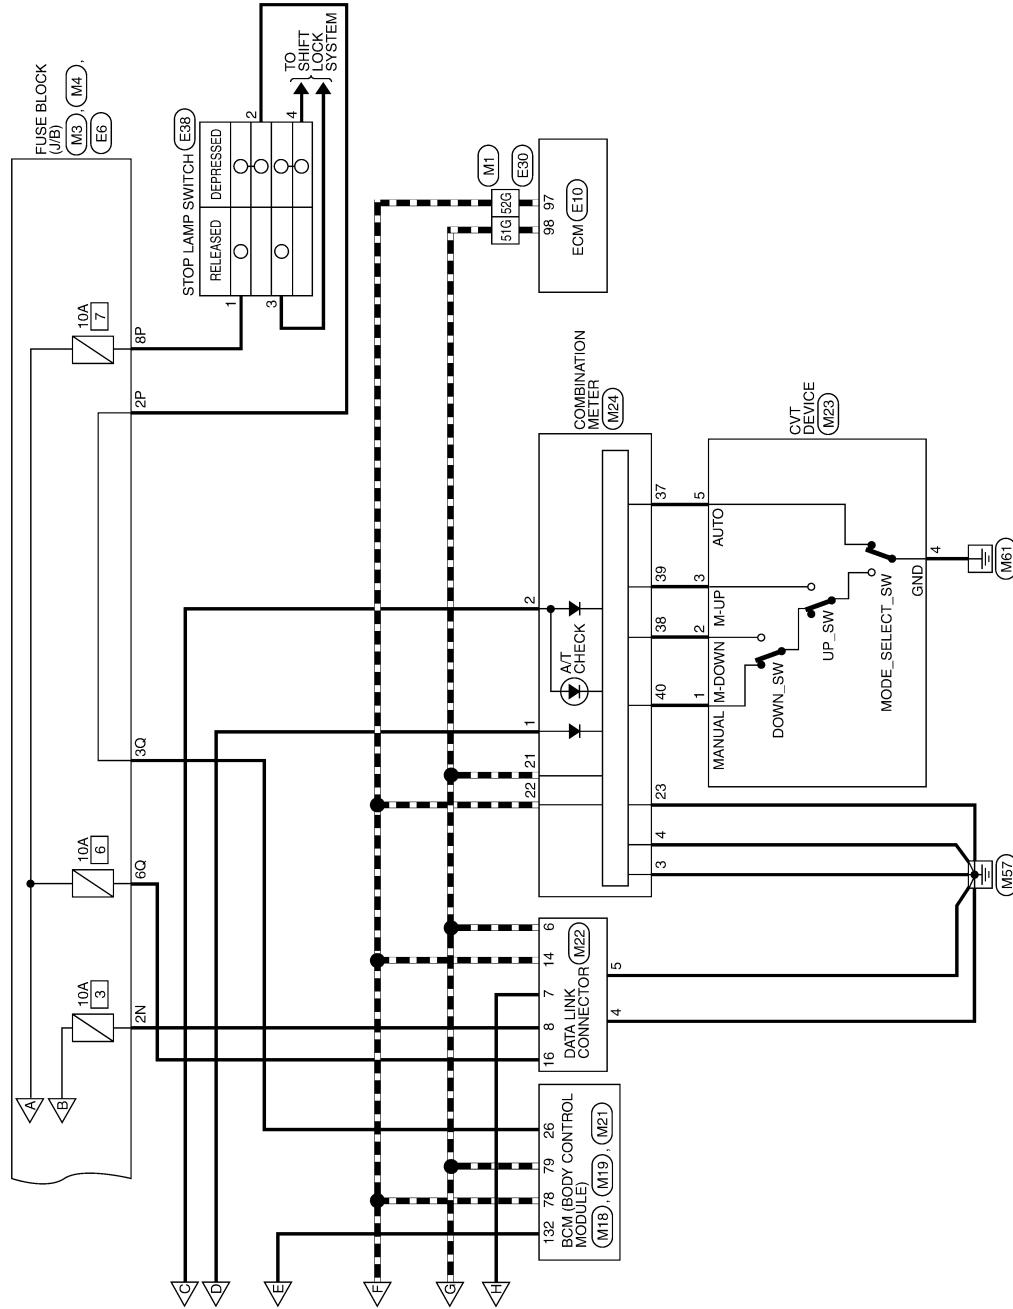 FUSE BLOCK
(J/B)
M3 , M4 ,
E6
10A
3
10A
6
10A
7
A
B
2N
6Q
3Q
2P
8P
STOP LAMP SWITCH E38
RELEASED DEPRESSED
1
3
2
4
TO
SHIFT
LOCK
SYSTEM
M1
E30
51G 52G
98 97
ECM E10
COMBINATION
METER M24
22 21 1 2
A/T
CHECK
3 4 23 40 38 39 37
CVT
DEVICE
M23
1 2 3 5
MANUAL M-DOWN M-UP AUTO
DOWN_SW
UP_SW
MODE_SELECT_SW
GND
4
M61
M57
16 8 7 14 6
DATA LINK
CONNECTOR M22
4 5
132 78 79 26
BCM (BODY CONTROL
MODULE)
M18 , M19 , M21
C
D
E
F
G
H